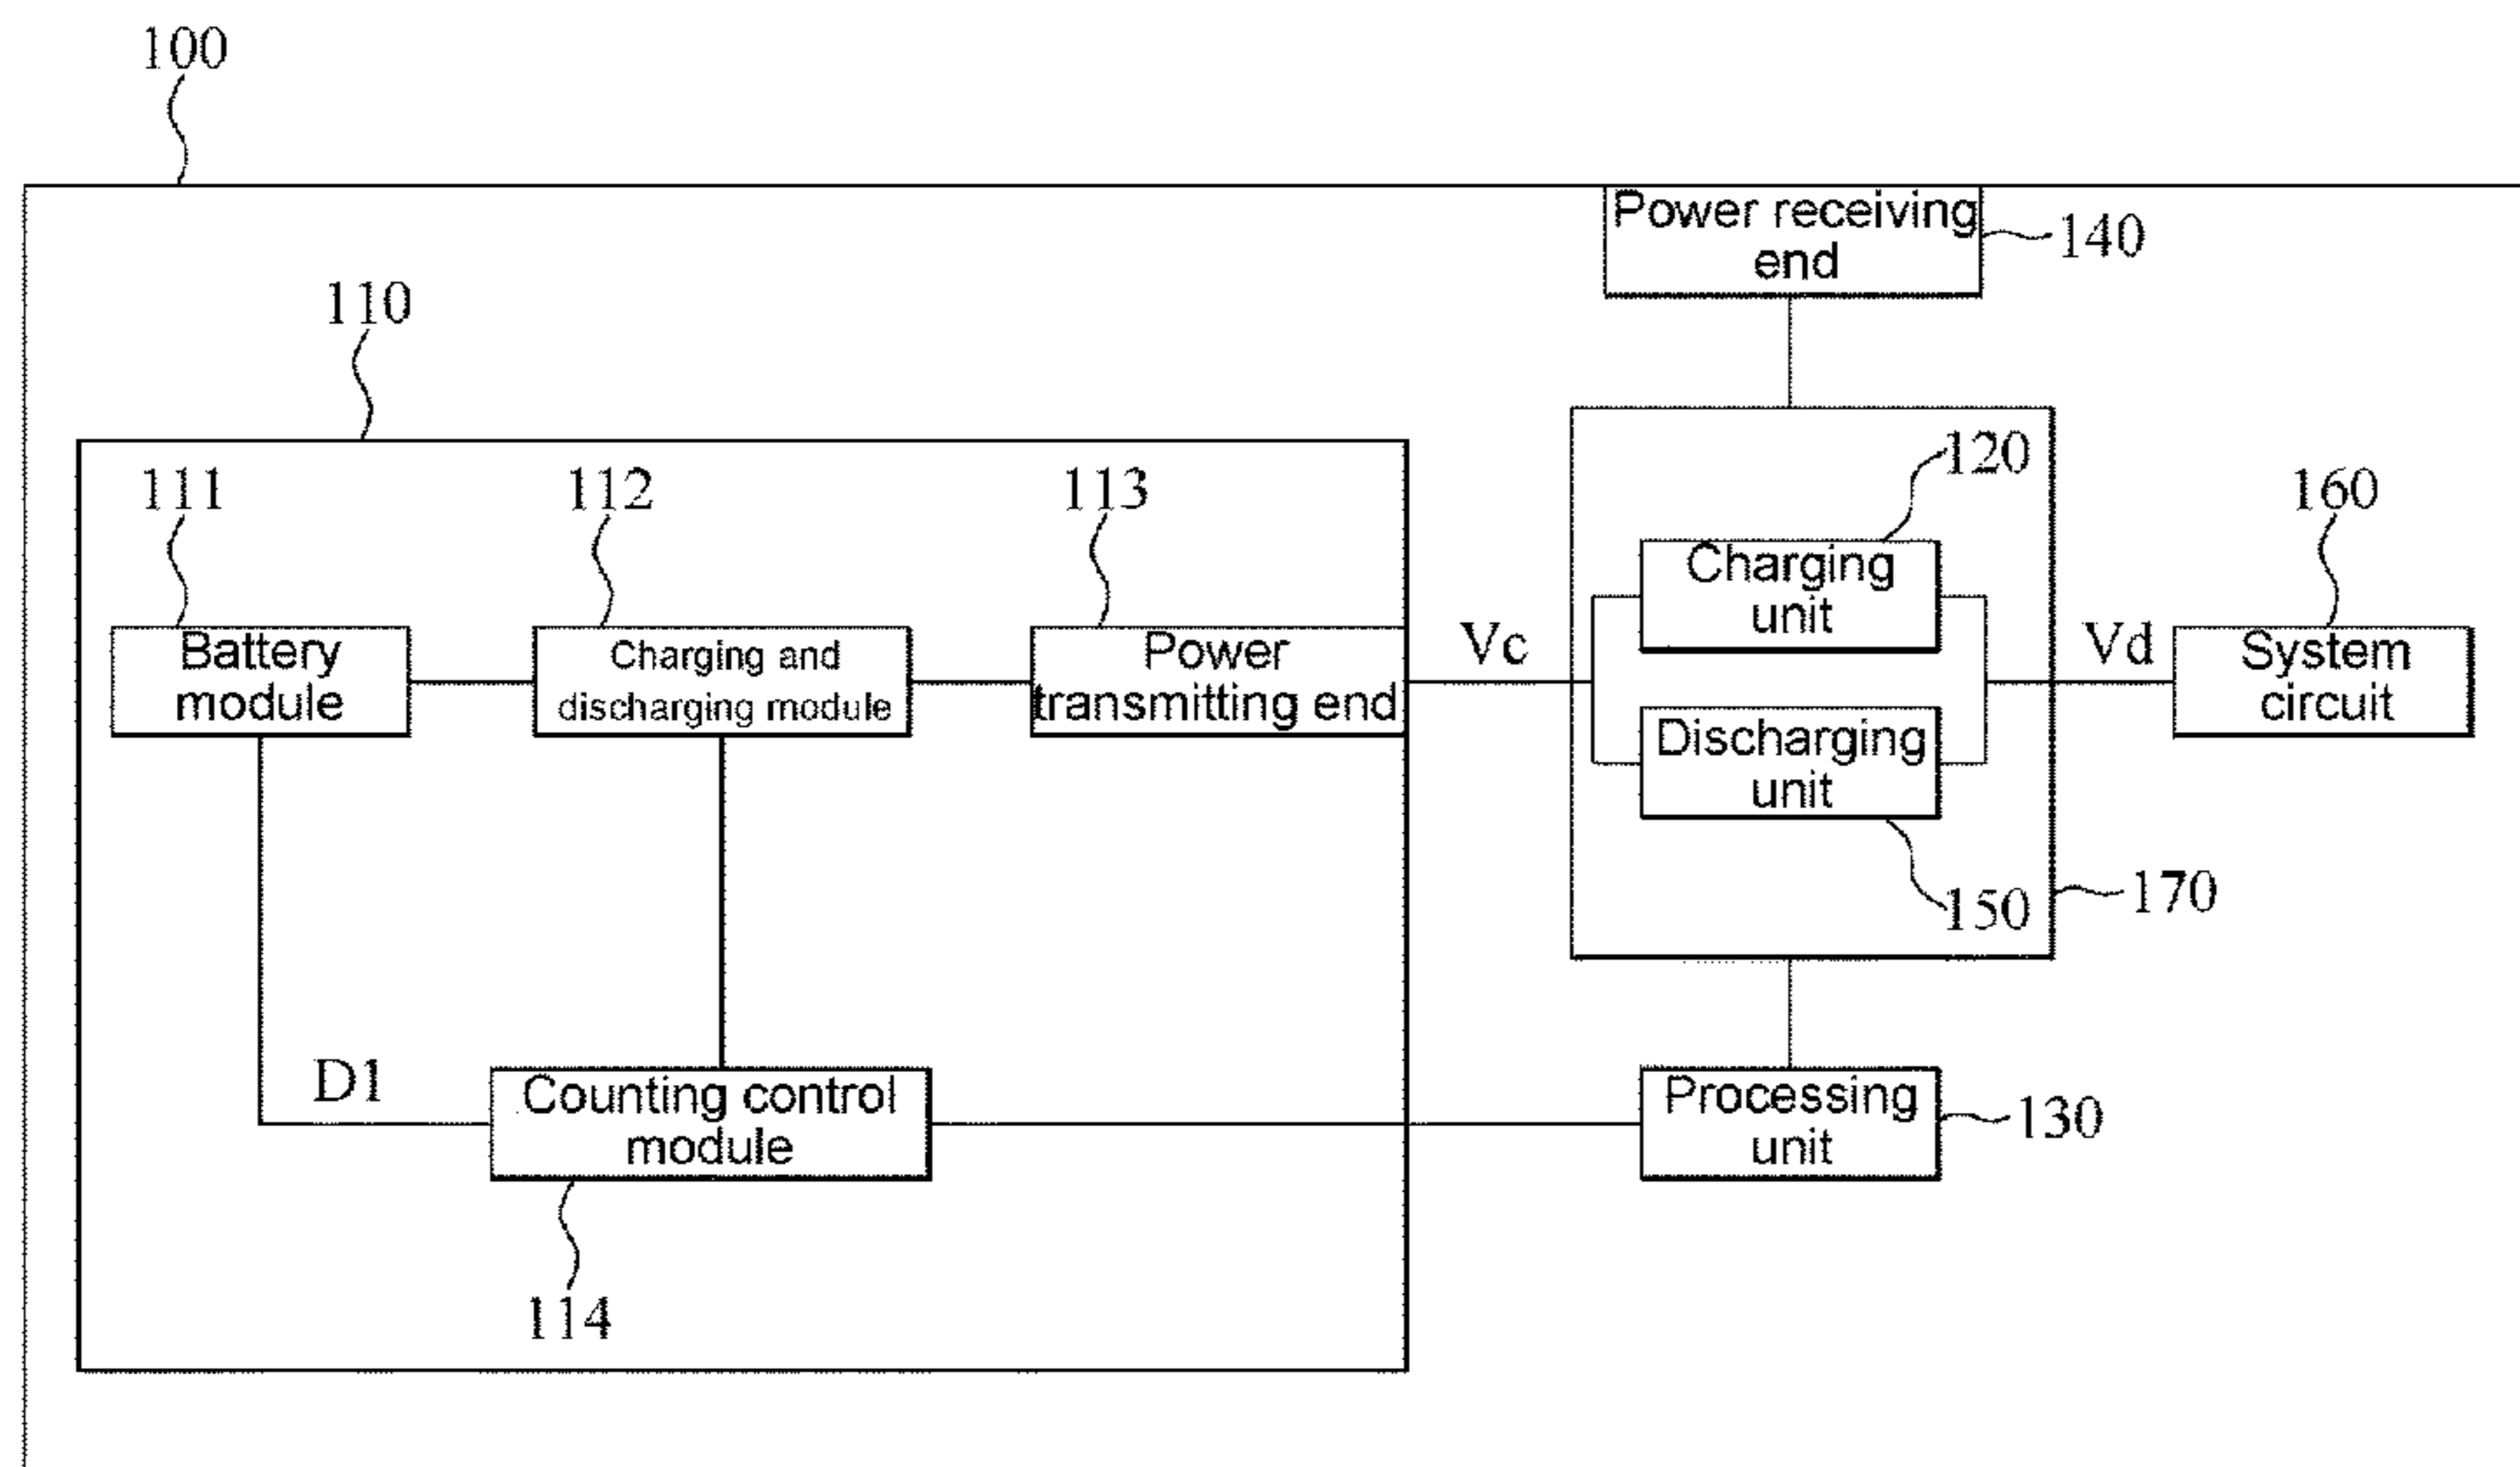 100
Power receiving
end
140
110
120
111
112
113
160
Charging
unit
Vc
Vd
Battery
module
Charging and
discharging module
Power
transmitting end
System
circuit
Discharging
unit
150
170
D1
Counting control
module
Processing
unit
130
114